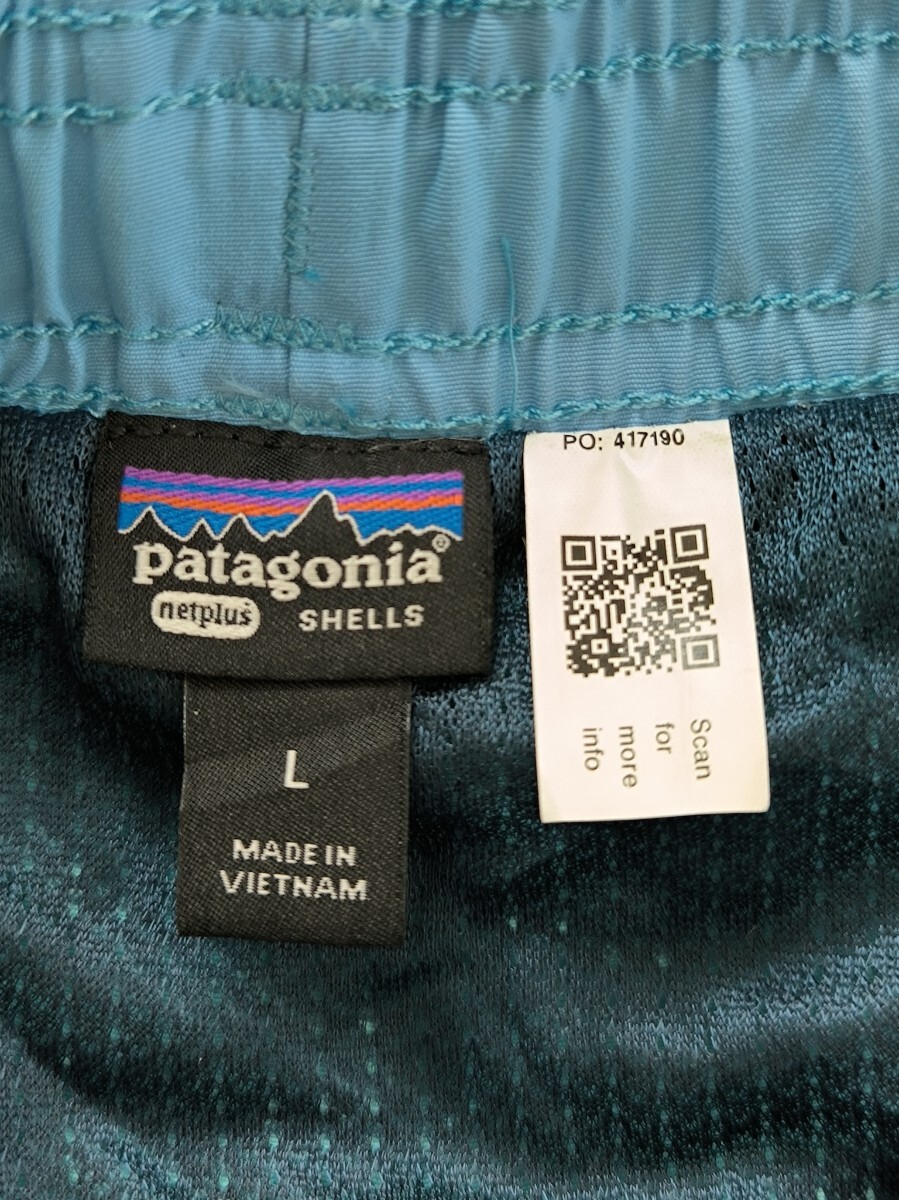 patagonia®
netplus® SHELLS
L
MADE IN
VIETNAM
PO: 417190
Scan
for
more
info